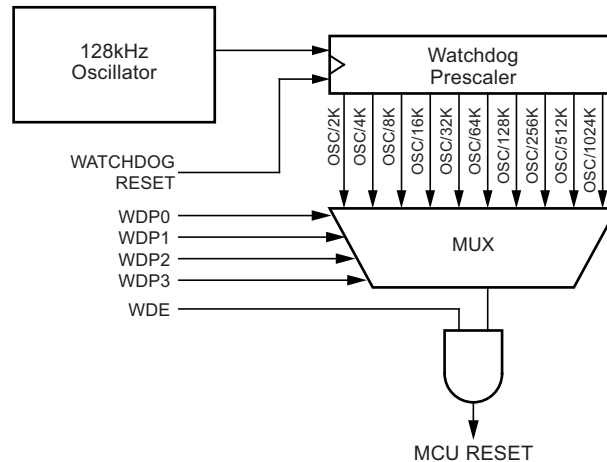 128kHz
Oscillator
Watchdog
Prescaler
OSC/2K
OSC/4K
OSC/8K
OSC/16K
OSC/32K
OSC/64K
OSC/128K
OSC/256K
OSC/512K
OSC/1024K
WATCHDOG
RESET
WDP0
WDP1
WDP2
WDP3
MUX
WDE
MCU RESET